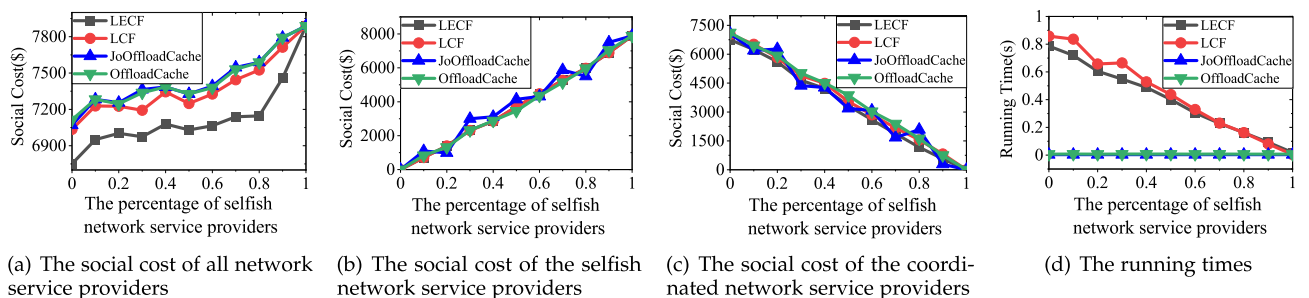 LECF
LCF
JoOffloadCache
OffloadCache
Social Cost($)
7800
7500
7200
6900
0 0.2 0.4 0.6 0.8 1
The percentage of selfish
network service providers
(a) The social cost of all network
service providers
LECF
LCF
JoOffloadCache
OffloadCache
Social Cost($)
8000
6000
4000
2000
0
0 0.2 0.4 0.6 0.8 1
The percentage of selfish
network service providers
(b) The social cost of the selfish
network service providers
LECF
LCF
JoOffloadCache
OffloadCache
Social Cost($)
7500
6000
4500
3000
1500
0
0 0.2 0.4 0.6 0.8 1
The percentage of selfish
network service providers
(c) The social cost of the coordi-
nated network service providers
LECF
LCF
JoOffloadCache
OffloadCache
Running Time(s)
1
0.8
0.6
0.4
0.2
0
0 0.2 0.4 0.6 0.8 1
The percentage of selfish
network service providers
(d) The running times